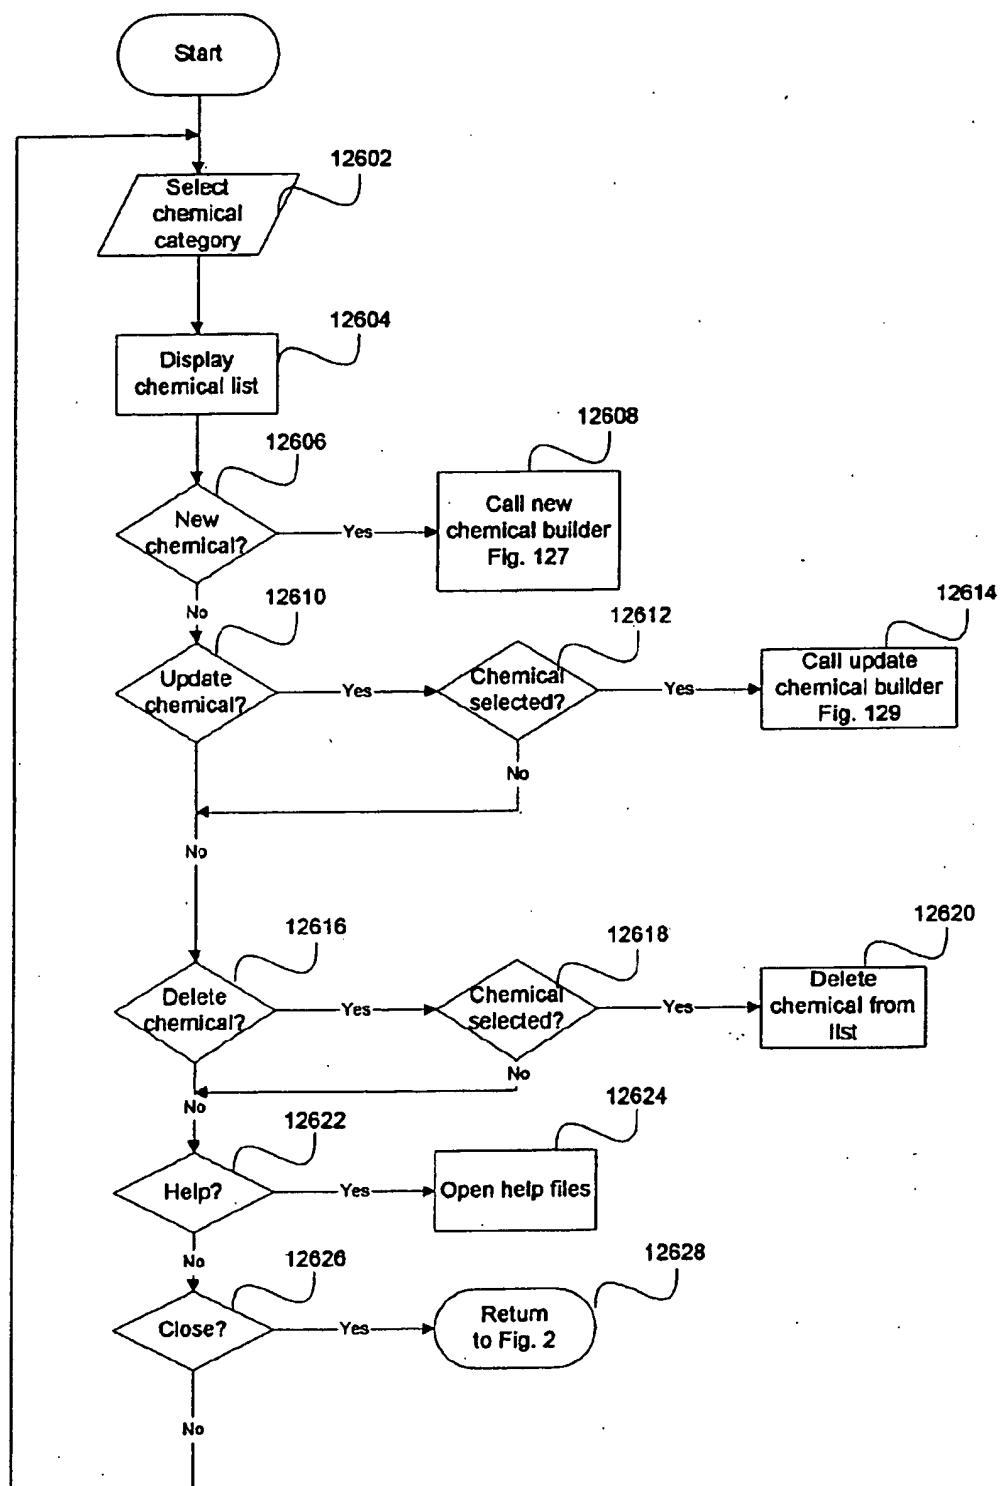 Start
12602
Select
chemical
category
12604
Display
chemical list
12606
12608
New
chemical?
Yes
Call new
chemical builder
Fig. 127
No
12610
12612
12614
Update
chemical?
Yes
Chemical
selected?
Yes
Call update
chemical builder
Fig. 129
No
No
12616
12618
12620
Delete
chemical?
Yes
Chemical
selected?
Yes
Delete
chemical from
list
No
No
12622
12624
Help?
Yes
Open help files
No
12626
12628
Close?
Yes
Return
to Fig. 2
No